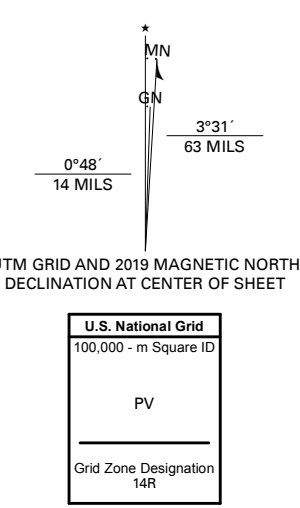 ★
MN
GN
3°31´
63 MILS
0°48´
14 MILS
UTM GRID AND 2019 MAGNETIC NORTH
DECLINATION AT CENTER OF SHEET
U.S. National Grid
100,000 - m Square ID
PV
Grid Zone Designation
14R